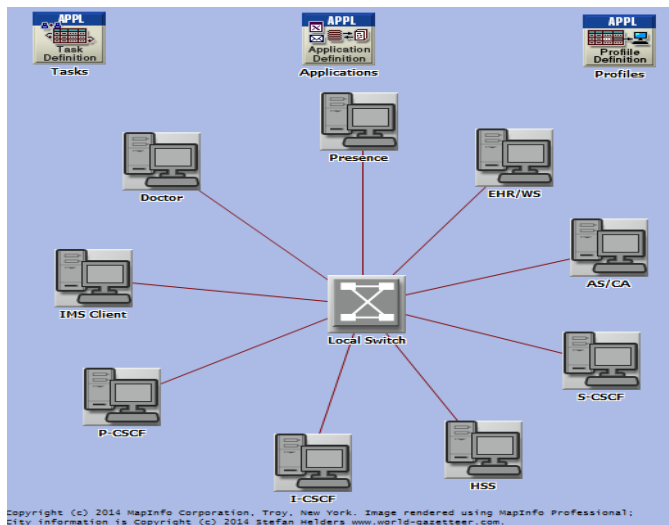 APPL
Task
Definition
Tasks
APPL
Application
Definition
Applications
APPL
Profile
Definition
Profiles
Presence
Doctor
EHR/WS
AS/CA
IMS Client
Local Switch
S-CSCF
P-CSCF
HSS
I-CSCF
Copyright (c) 2014 MapInfo Corporation, Troy, New York. Image rendered using MapInfo Professional;
City information is Copyright (c) 2014 Stefan Helders www.world-gazetteer.com.